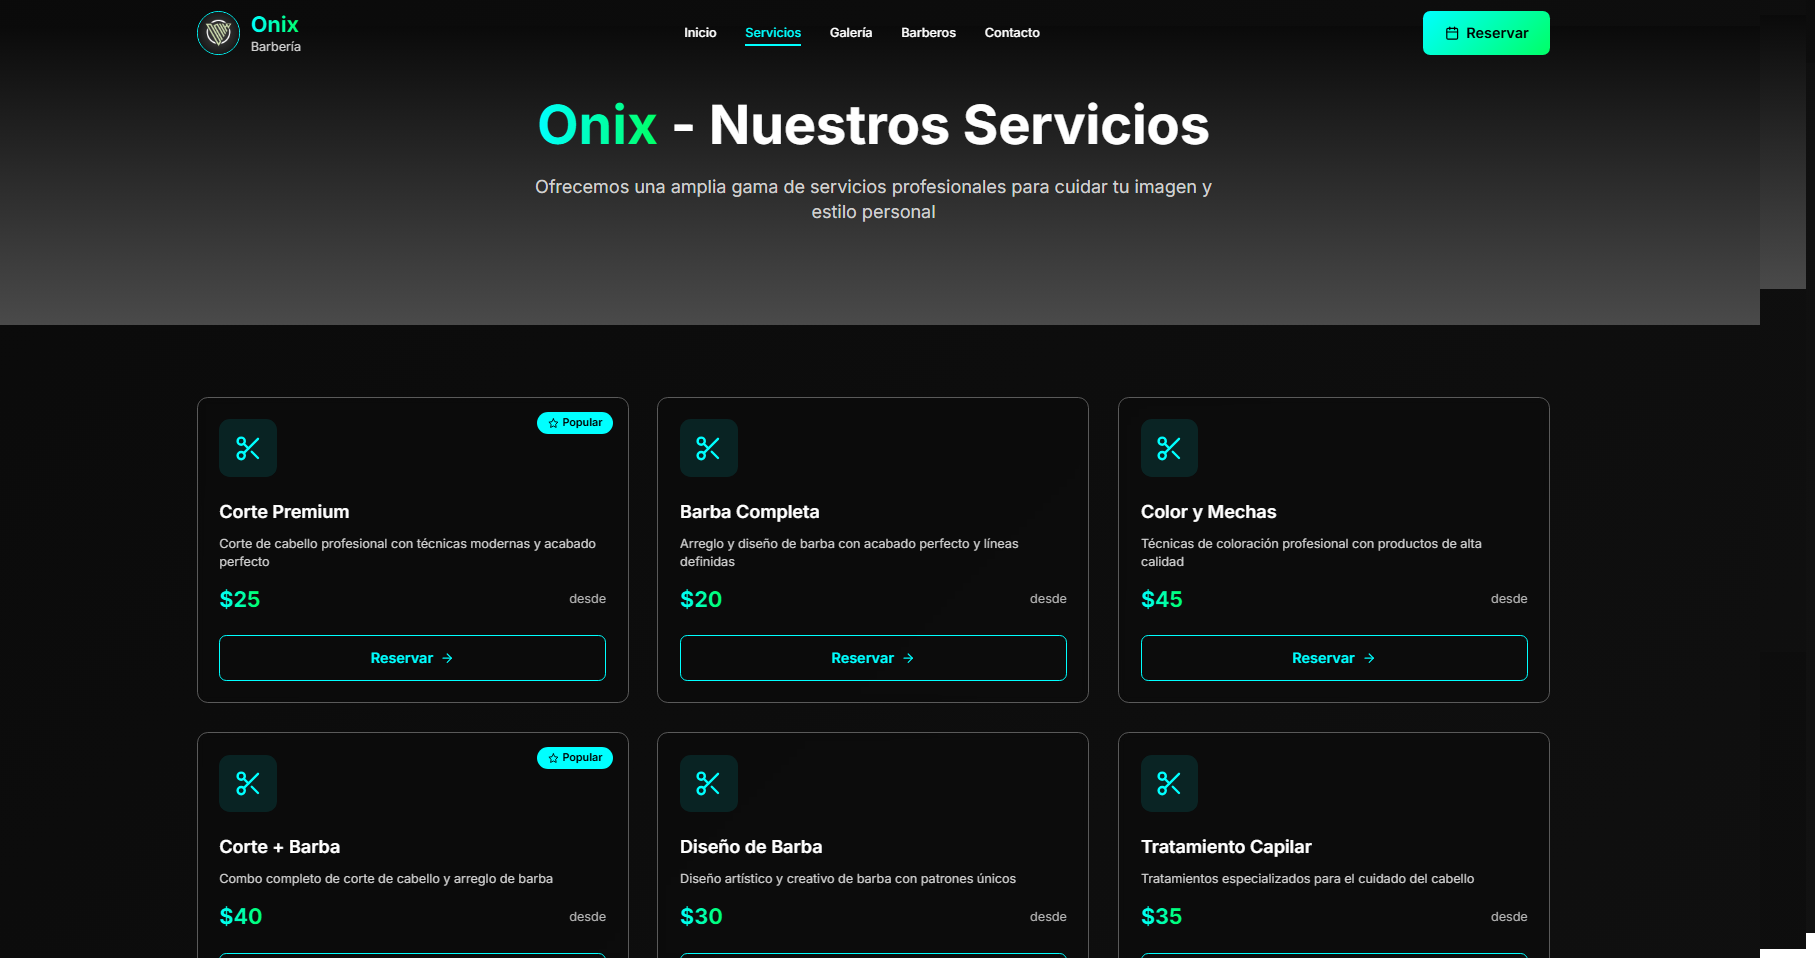 Onix
Barbería
Inicio
Servicios
Galería
Barberos
Contacto
Reservar
Onix - Nuestros Servicios
Ofrecemos una amplia gama de servicios profesionales para cuidar tu imagen y
estilo personal
Popular
Corte Premium
Corte de cabello profesional con técnicas modernas y acabado
perfecto
$25
desde
Reservar
Barba Completa
Arreglo y diseño de barba con acabado perfecto y líneas
definidas
$20
desde
Reservar
Color y Mechas
Técnicas de coloración profesional con productos de alta
calidad
$45
desde
Reservar
Popular
Corte + Barba
Combo completo de corte de cabello y arreglo de barba
$40
desde
Diseño de Barba
Diseño artístico y creativo de barba con patrones únicos
$30
desde
Tratamiento Capilar
Tratamientos especializados para el cuidado del cabello
$35
desde